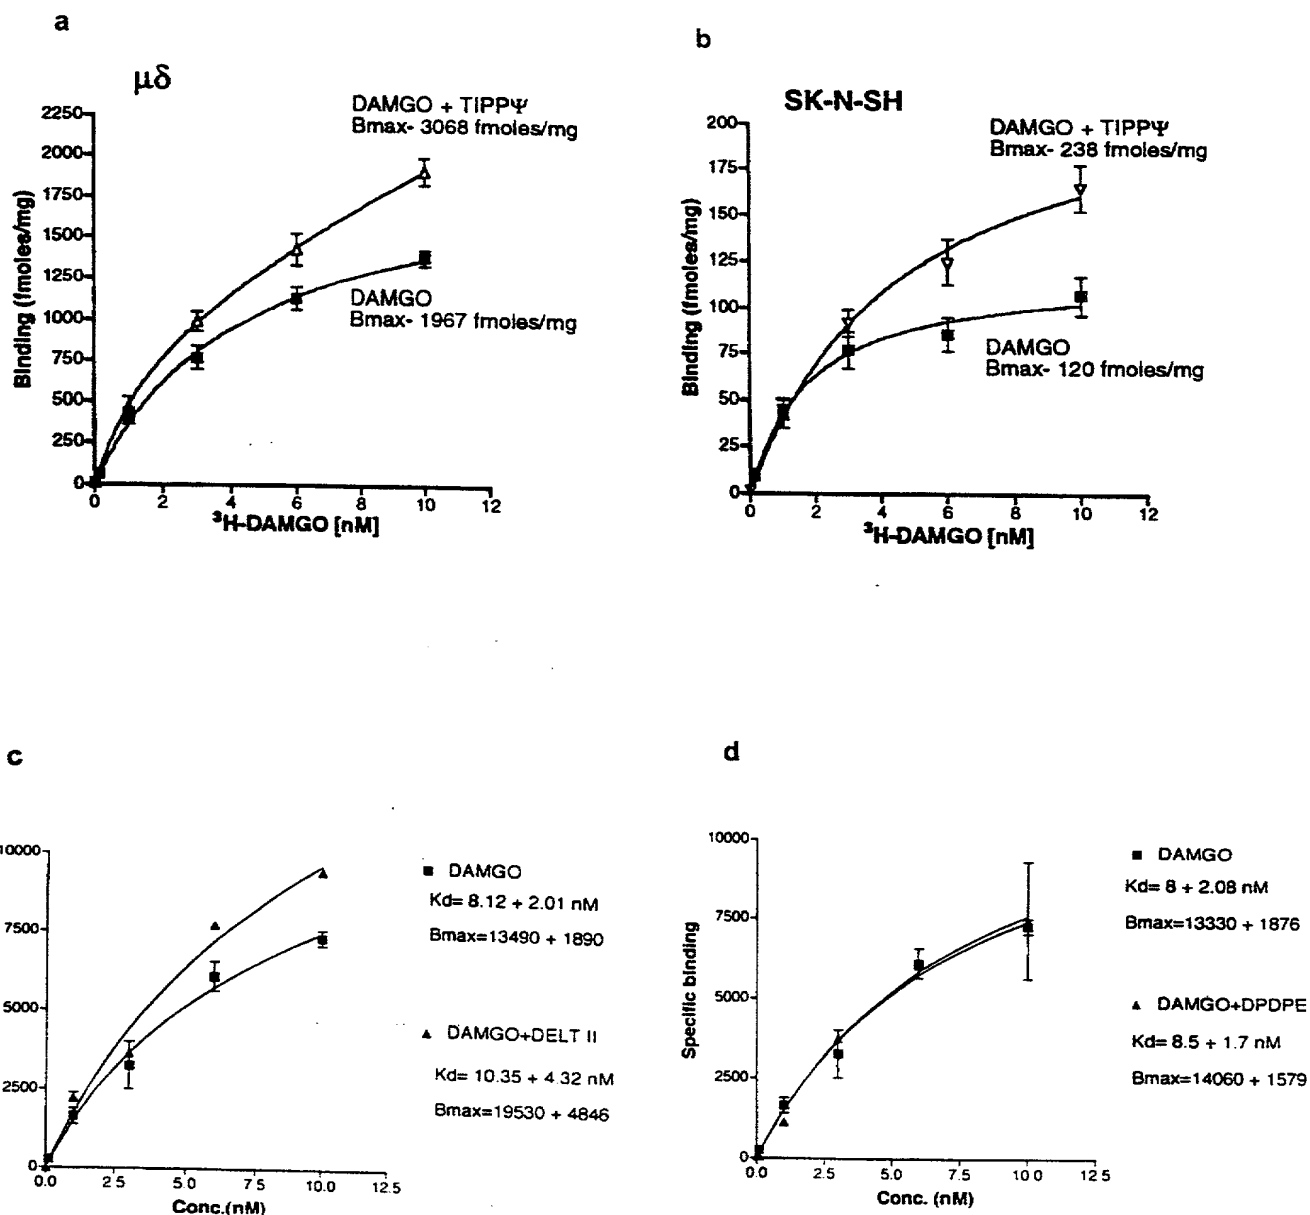 a
μδ
DAMGO + TIPPΨ
Bmax- 3068 fmoles/mg
2250
2000
1750
1500
1250
1000
750
500
250
0
Binding (fmoles/mg)
DAMGO
Bmax- 1967 fmoles/mg
0 2 4 6 8 10 12
³H-DAMGO [nM]
b
SK-N-SH
DAMGO + TIPPΨ
Bmax- 238 fmoles/mg
200
175
150
125
100
75
50
25
0
Binding (fmoles/mg)
DAMGO
Bmax- 120 fmoles/mg
0 2 4 6 8 10 12
³H-DAMGO [nM]
c
10000
7500
5000
2500
0
DAMGO
Kd= 8.12 + 2.01 nM
Bmax=13490 + 1890
DAMGO+DELT II
Kd= 10.35 + 4.32 nM
Bmax=19530 + 4846
0.0 2.5 5.0 7.5 10.0 12.5
Conc.(nM)
d
10000
7500
5000
2500
0
Specific binding
DAMGO
Kd= 8 + 2.08 nM
Bmax=13330 + 1876
DAMGO+DPDPE
Kd= 8.5 + 1.7 nM
Bmax=14060 + 1579
0.0 2.5 5.0 7.5 10.0 12.5
Conc. (nM)